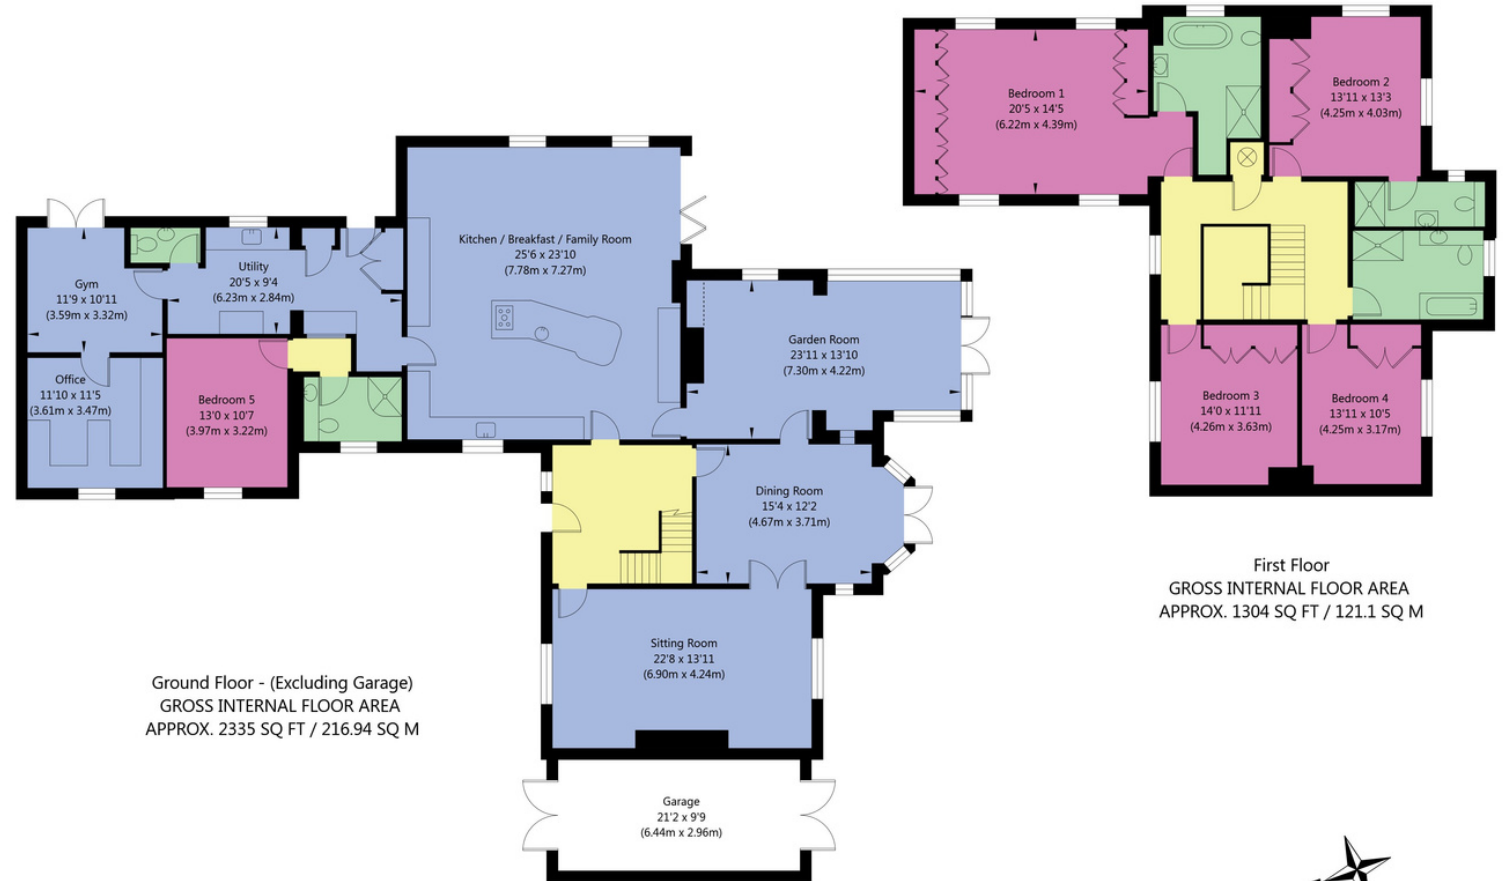 Bedroom 1
20'5 x 14'5
(6.22m x 4.39m)
Bedroom 2
13'11 x 13'3
(4.25m x 4.03m)
Kitchen / Breakfast / Family Room
25'6 x 23'10
(7.78m x 7.27m)
Utility
20'5 x 9'4
(6.23m x 2.84m)
Gym
11'9 x 10'11
(3.59m x 3.32m)
Garden Room
23'11 x 13'10
(7.30m x 4.22m)
Office
11'10 x 11'5
(3.61m x 3.47m)
Bedroom 5
13'0 x 10'7
(3.97m x 3.22m)
Bedroom 3
14'0 x 11'11
(4.26m x 3.63m)
Bedroom 4
13'11 x 10'5
(4.25m x 3.17m)
Dining Room
15'4 x 12'2
(4.67m x 3.71m)
First Floor
GROSS INTERNAL FLOOR AREA
APPROX. 1304 SQ FT / 121.1 SQ M
Sitting Room
22'8 x 13'11
(6.90m x 4.24m)
Ground Floor - (Excluding Garage)
GROSS INTERNAL FLOOR AREA
APPROX. 2335 SQ FT / 216.94 SQ M
Garage
21'2 x 9'9
(6.44m x 2.96m)